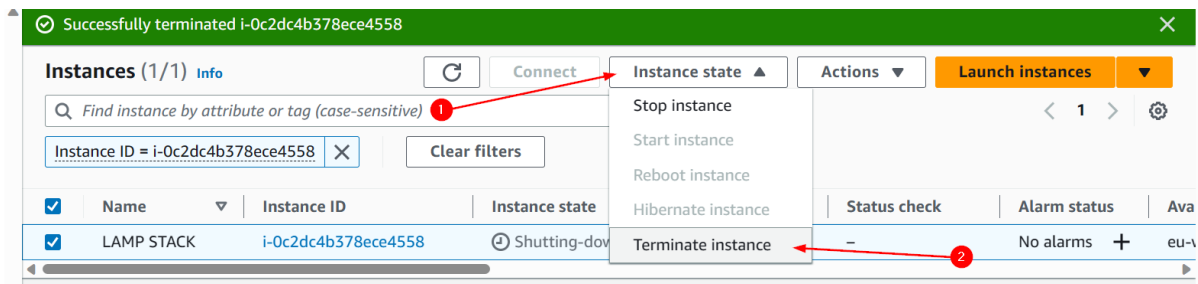 Successfully terminated i-0c2dc4b378ece4558
Instances (1/1) Info
Connect
Instance state
Actions
Launch instances
Find instance by attribute or tag (case-sensitive)
1
Stop instance
1
Instance ID = i-0c2dc4b378ece4558
Clear filters
Start instance
Reboot instance
Name
Instance ID
Instance state
Hibernate instance
Status check
Alarm status
Ava
LAMP STACK
i-0c2dc4b378ece4558
Shutting-dow
Terminate instance
–
No alarms
eu-v
2